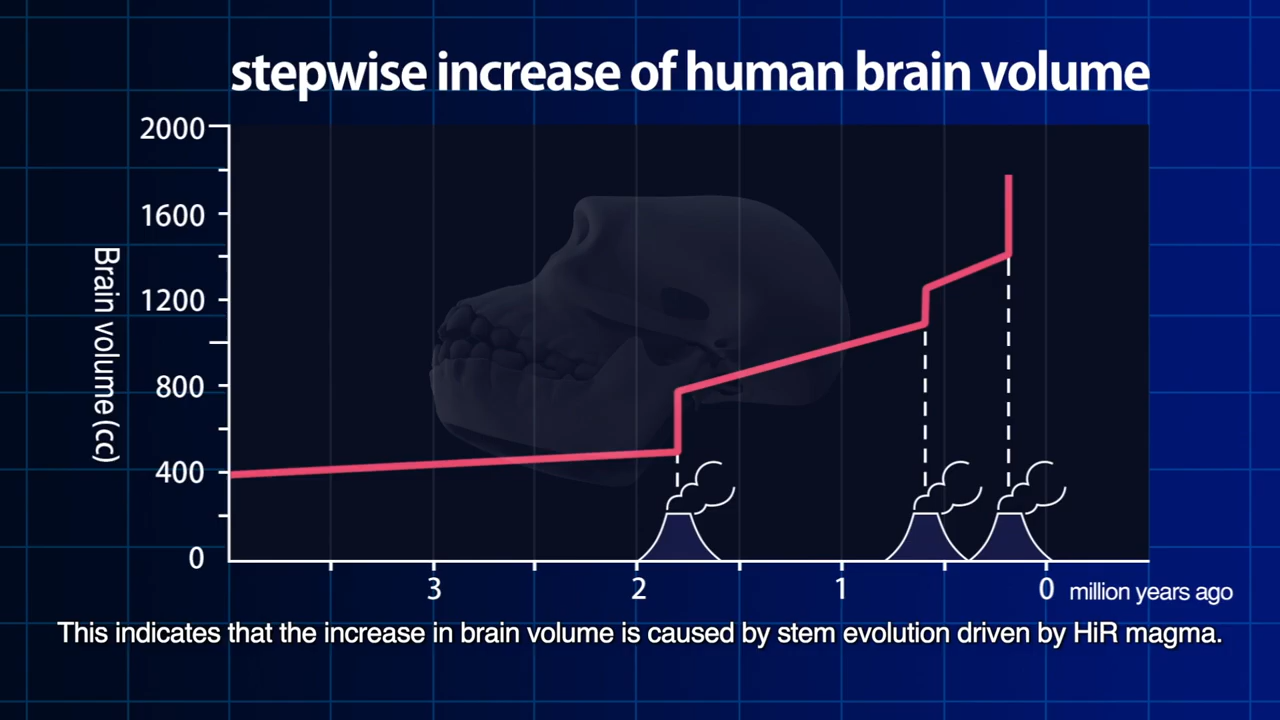 stepwise increase of human brain volume
2000
1600
1200
800
400
0
Brain volume (cc)
3 2 1 0 million years ago
This indicates that the increase in brain volume is caused by stem evolution driven by HiR magma.